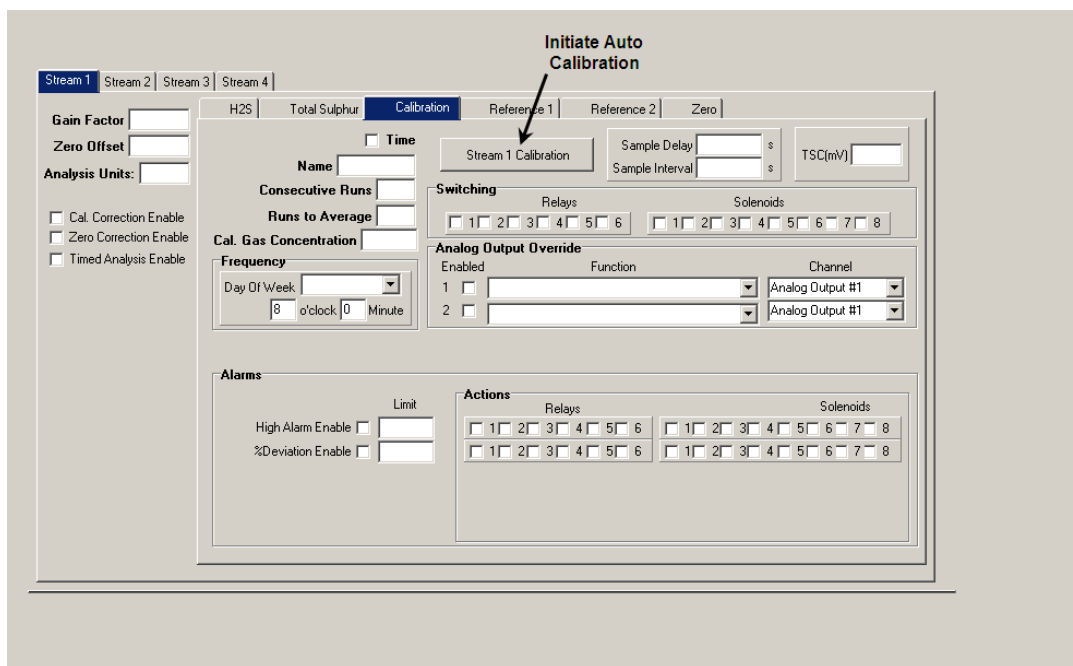 Initiate Auto
Calibration
Stream 1 Stream 2 Stream 3 Stream 4
H2S Total Sulphur Calibration Reference 1 Reference 2 Zero
Gain Factor
Zero Offset
Analysis Units:
Cal. Correction Enable
Zero Correction Enable
Timed Analysis Enable
Time
Name
Consecutive Runs
Runs to Average
Cal. Gas Concentration
Stream 1 Calibration
Sample Delay s
Sample Interval s
TSC(mV)
Switching
Relays Solenoids
1 2 3 4 5 6 1 2 3 4 5 6 7 8
Frequency
Day Of Week
8 o'clock 0 Minute
Analog Output Override
Enabled Function Channel
1 Analog Output #1
2 Analog Output #1
Alarms
Limit
High Alarm Enable
%Deviation Enable
Actions
Relays Solenoids
1 2 3 4 5 6 1 2 3 4 5 6 7 8
1 2 3 4 5 6 1 2 3 4 5 6 7 8